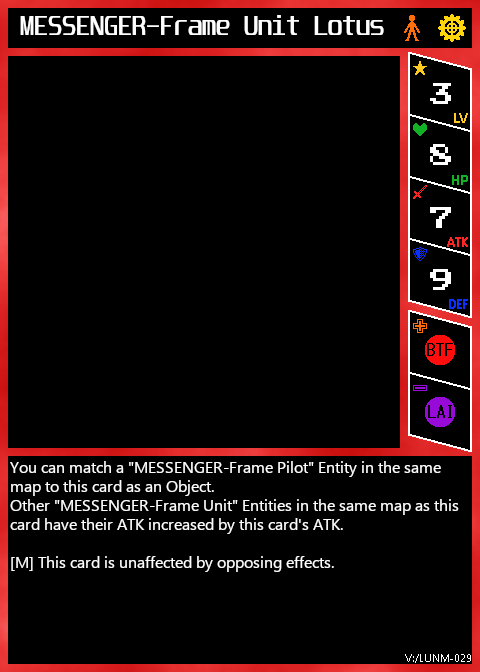 MESSENGER-Frame Unit Lotus
3
LV
8
HP
7
ATK
9
DEF
BTF
LAI
You can match a "MESSENGER-Frame Pilot" Entity in the same
map to this card as an Object.
Other "MESSENGER-Frame Unit" Entities in the same map as this
card have their ATK increased by this card's ATK.
[M] This card is unaffected by opposing effects.
V:/LUNM-029